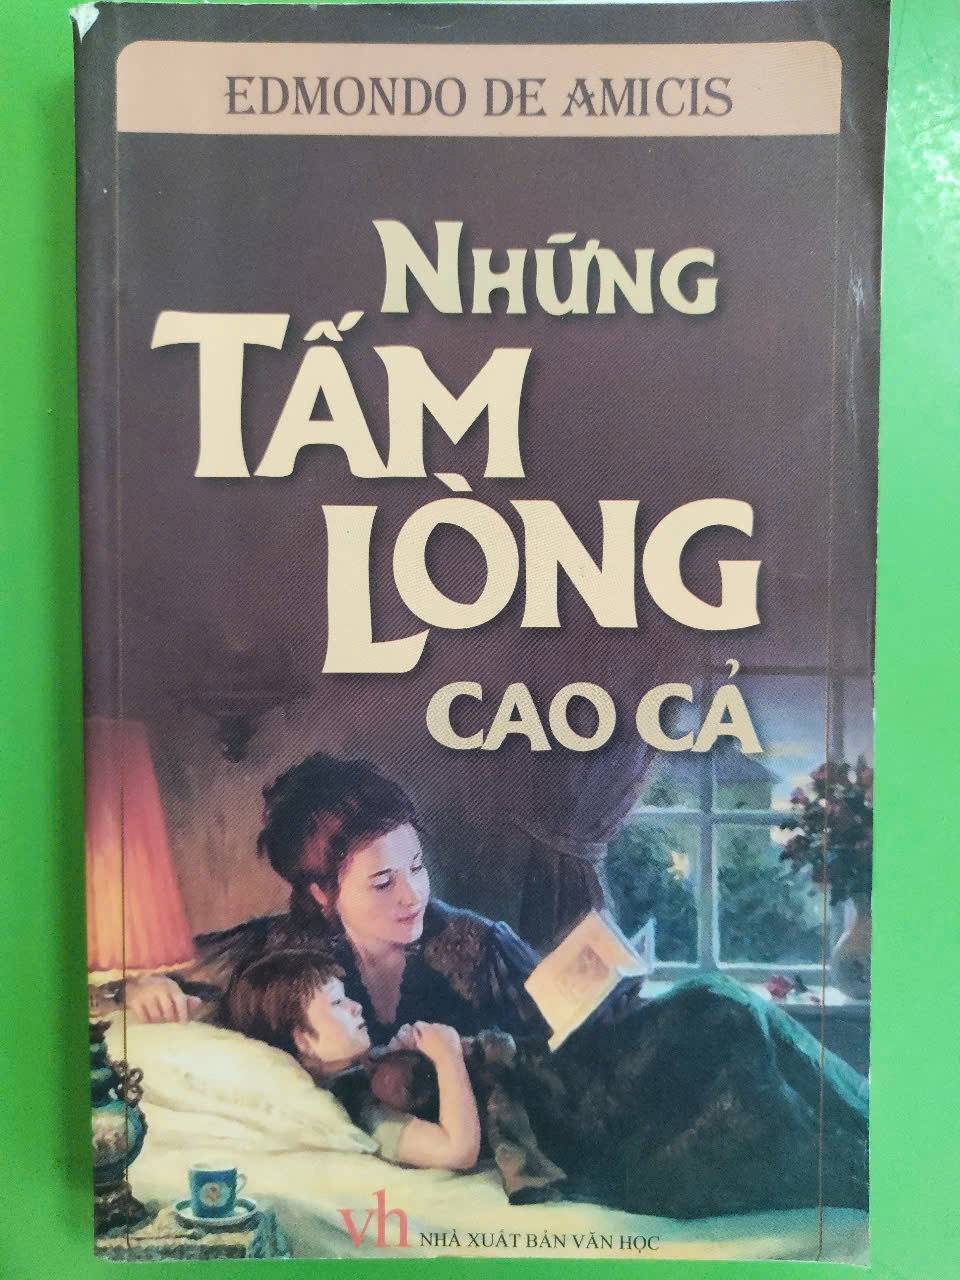 EDMONDO DE AMICIS
NHỮNG
TẤM
LÒNG
CAO CẢ
vh NHÀ XUẤT BẢN VĂN HỌC